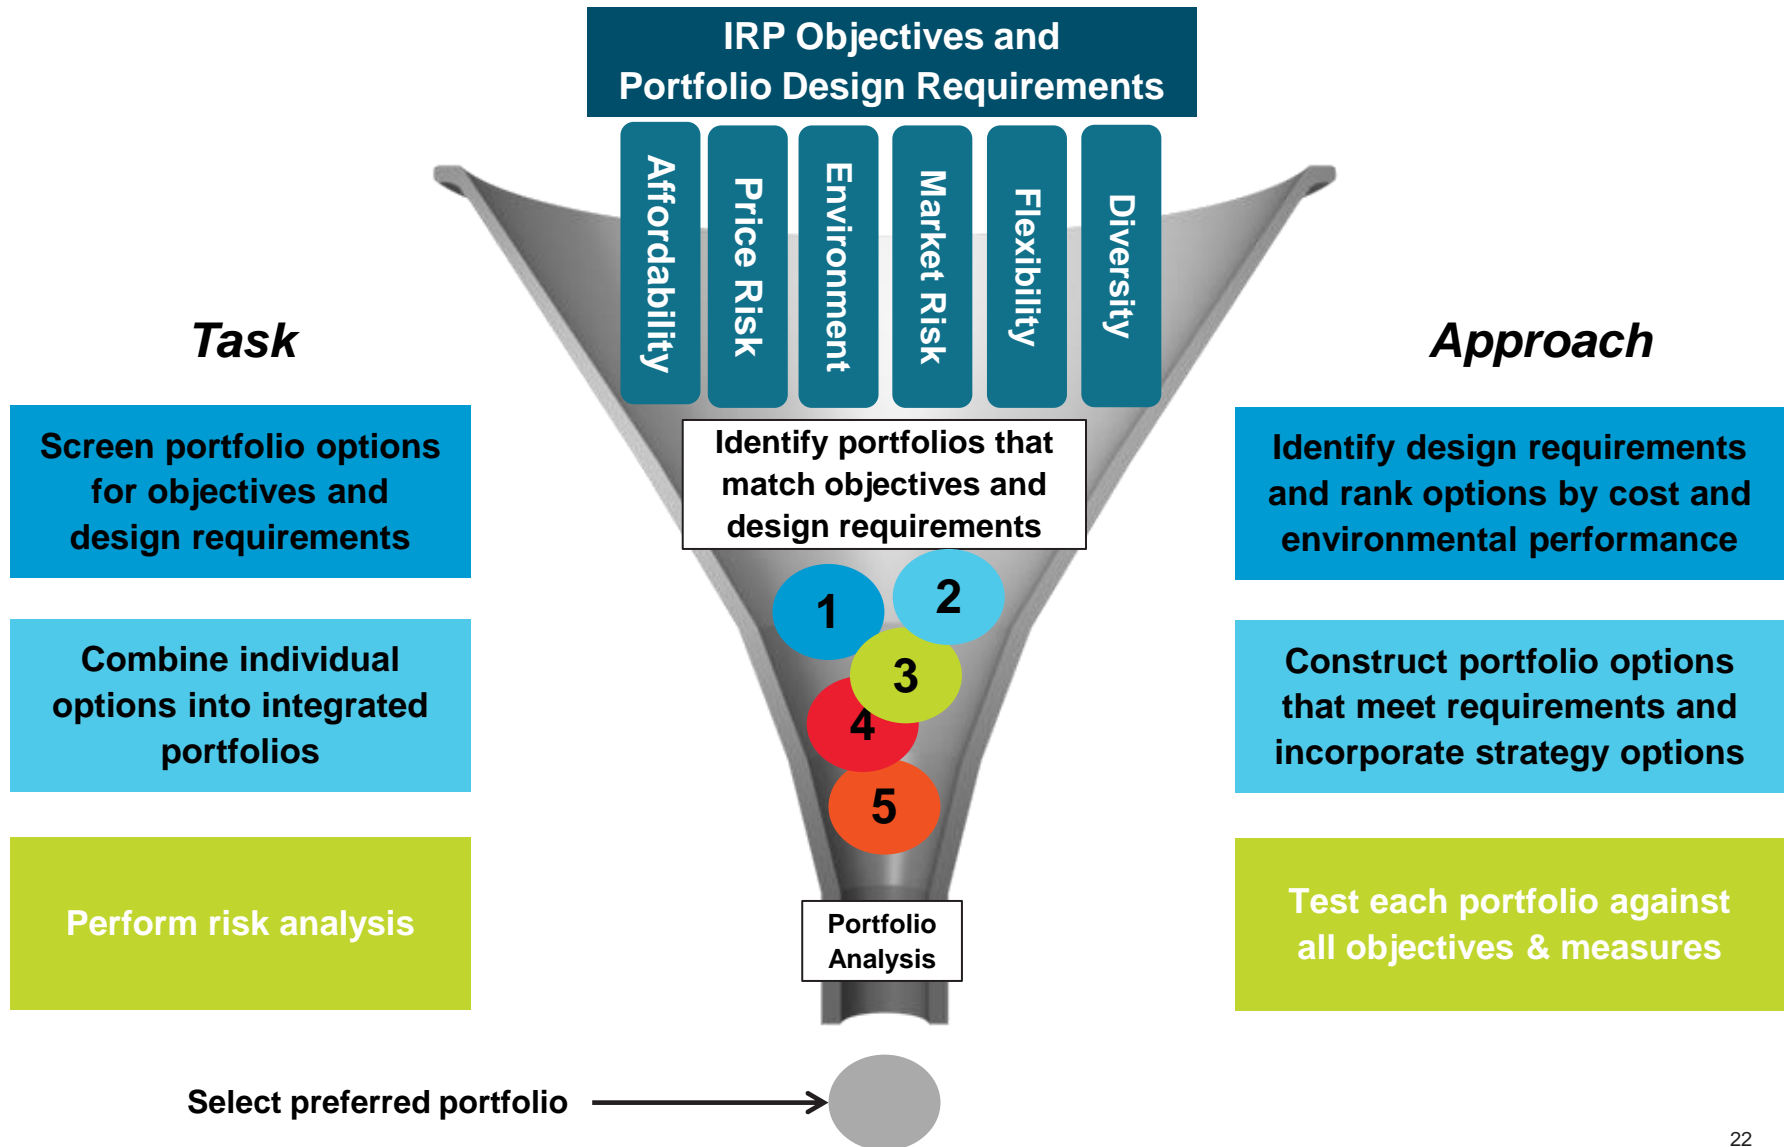 IRP Objectives and
Portfolio Design Requirements
Affordability
Price Risk
Environment
Market Risk
Flexibility
Diversity
Task
Approach
Screen portfolio options
for objectives and
design requirements
Identify portfolios that
match objectives and
design requirements
Identify design requirements
and rank options by cost and
environmental performance
1
2
3
4
5
Combine individual
options into integrated
portfolios
Construct portfolio options
that meet requirements and
incorporate strategy options
Perform risk analysis
Portfolio
Analysis
Test each portfolio against
all objectives & measures
Select preferred portfolio
22